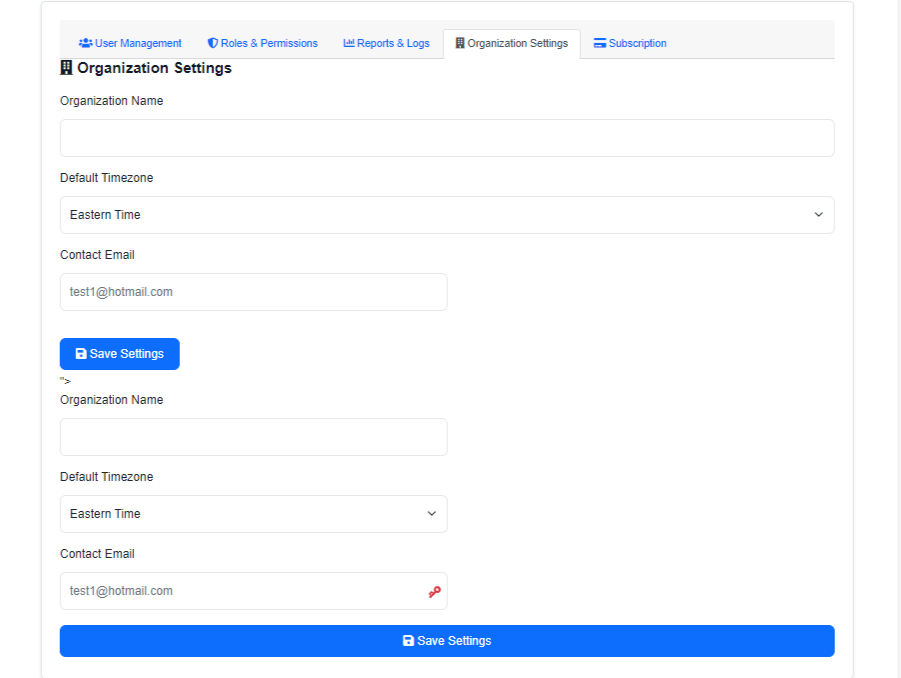 User Management Roles & Permissions Reports & Logs Organization Settings Subscription
Organization Settings
Organization Name
Default Timezone
Eastern Time
Contact Email
test1@hotmail.com
Save Settings
">
Organization Name
Default Timezone
Eastern Time
Contact Email
test1@hotmail.com
Save Settings